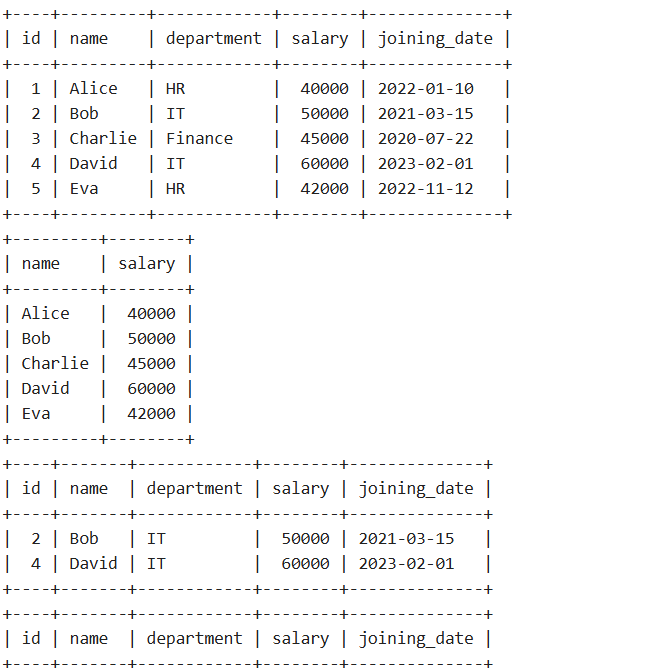 +----+---------+------------+--------+--------------+
| id | name    | department | salary | joining_date |
+----+---------+------------+--------+--------------+
|  1 | Alice   | HR         |  40000 | 2022-01-10   |
|  2 | Bob     | IT         |  50000 | 2021-03-15   |
|  3 | Charlie | Finance    |  45000 | 2020-07-22   |
|  4 | David   | IT         |  60000 | 2023-02-01   |
|  5 | Eva     | HR         |  42000 | 2022-11-12   |
+----+---------+------------+--------+--------------+
+---------+--------+
| name    | salary |
+---------+--------+
| Alice   |  40000 |
| Bob     |  50000 |
| Charlie |  45000 |
| David   |  60000 |
| Eva     |  42000 |
+---------+--------+
+----+-------+------------+--------+--------------+
| id | name  | department | salary | joining_date |
+----+-------+------------+--------+--------------+
|  2 | Bob   | IT         |  50000 | 2021-03-15   |
|  4 | David | IT         |  60000 | 2023-02-01   |
+----+-------+------------+--------+--------------+
+----+-------+------------+--------+--------------+
| id | name  | department | salary | joining_date |
+----+-------+------------+--------+--------------+